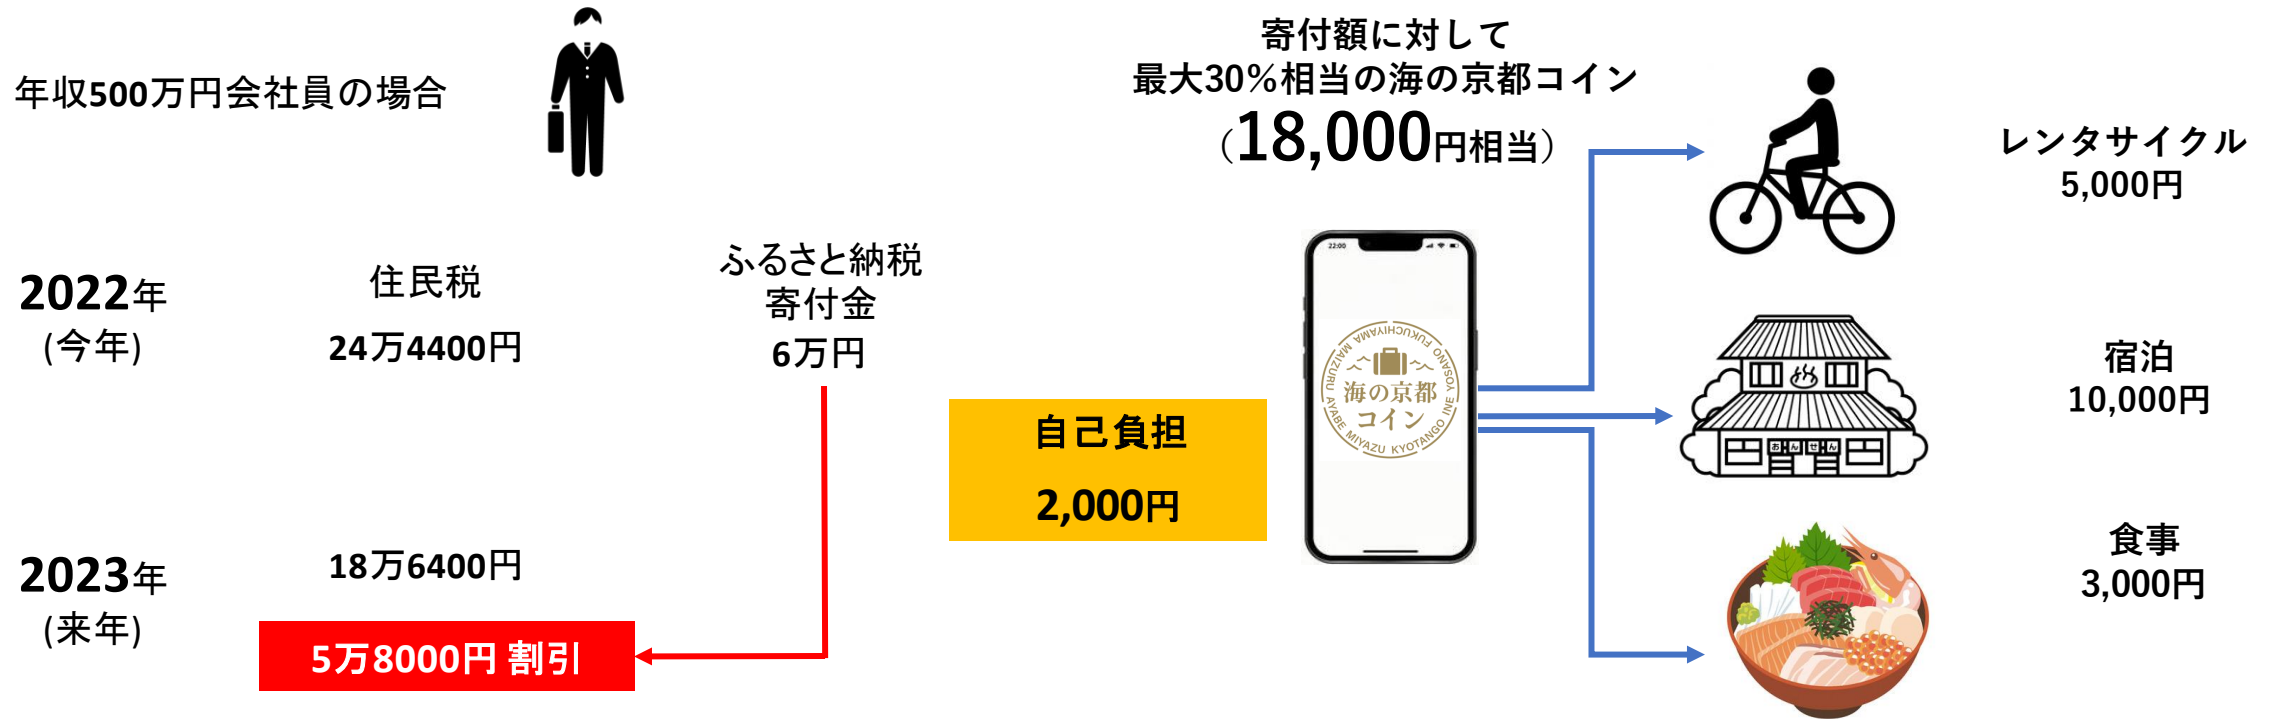 年収500万円会社員の場合
2022年
(今年)
住民税
24万4400円
ふるさと納税
寄付金
6万円
2023年
(来年)
18万6400円
5万8000円 割引
自己負担
2,000円
寄付額に対して
最大30%相当の海の京都コイン
(18,000円相当)
22:00
海の京都
コイン
FUKUCHIYAMA MAIZURU AYABE MIYAZU KYOTANGO INE YOSANO
レンタサイクル
5,000円
おんせん
宿泊
10,000円
食事
3,000円